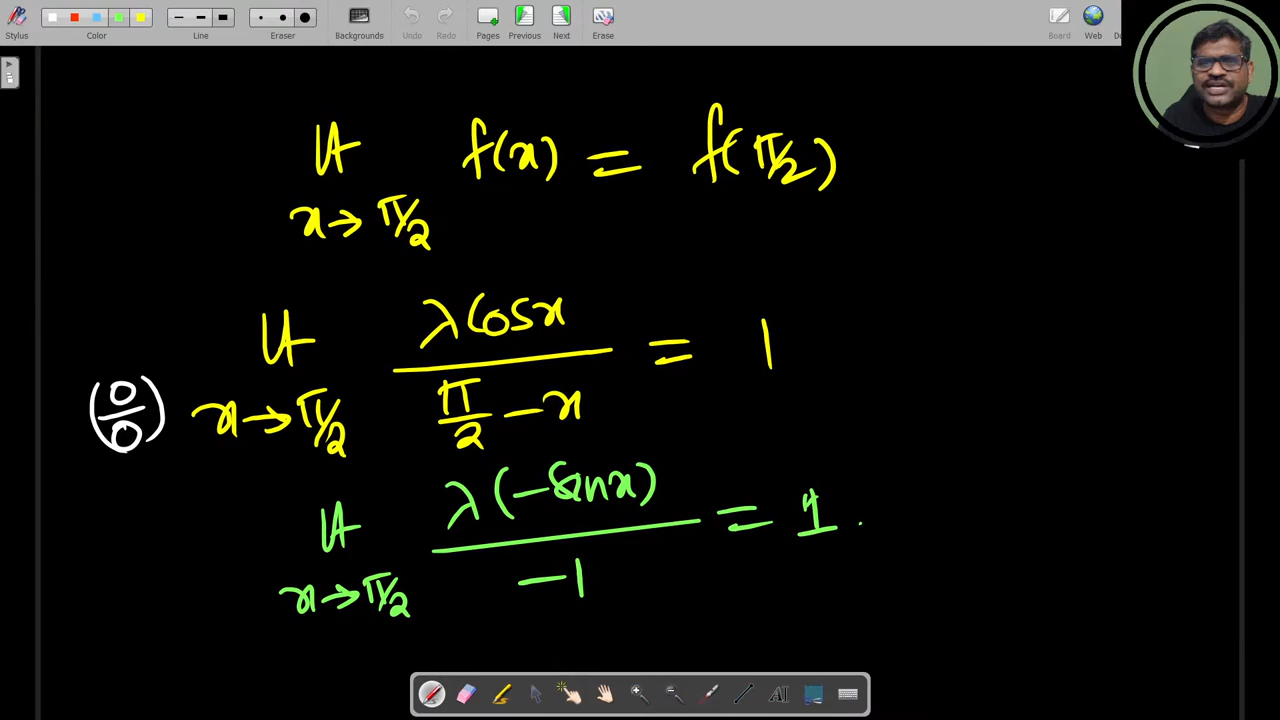 Stylus Color Line Eraser Backgrounds Undo Redo Pages Previous Next Erase Board Web
Lt f(x) = f(π/2)
x→π/2
Lt λCosx / (π/2 - x) = 1
(0/0) x→π/2
Lt λ(-Sinx) / -1 = 1.
x→π/2
AI